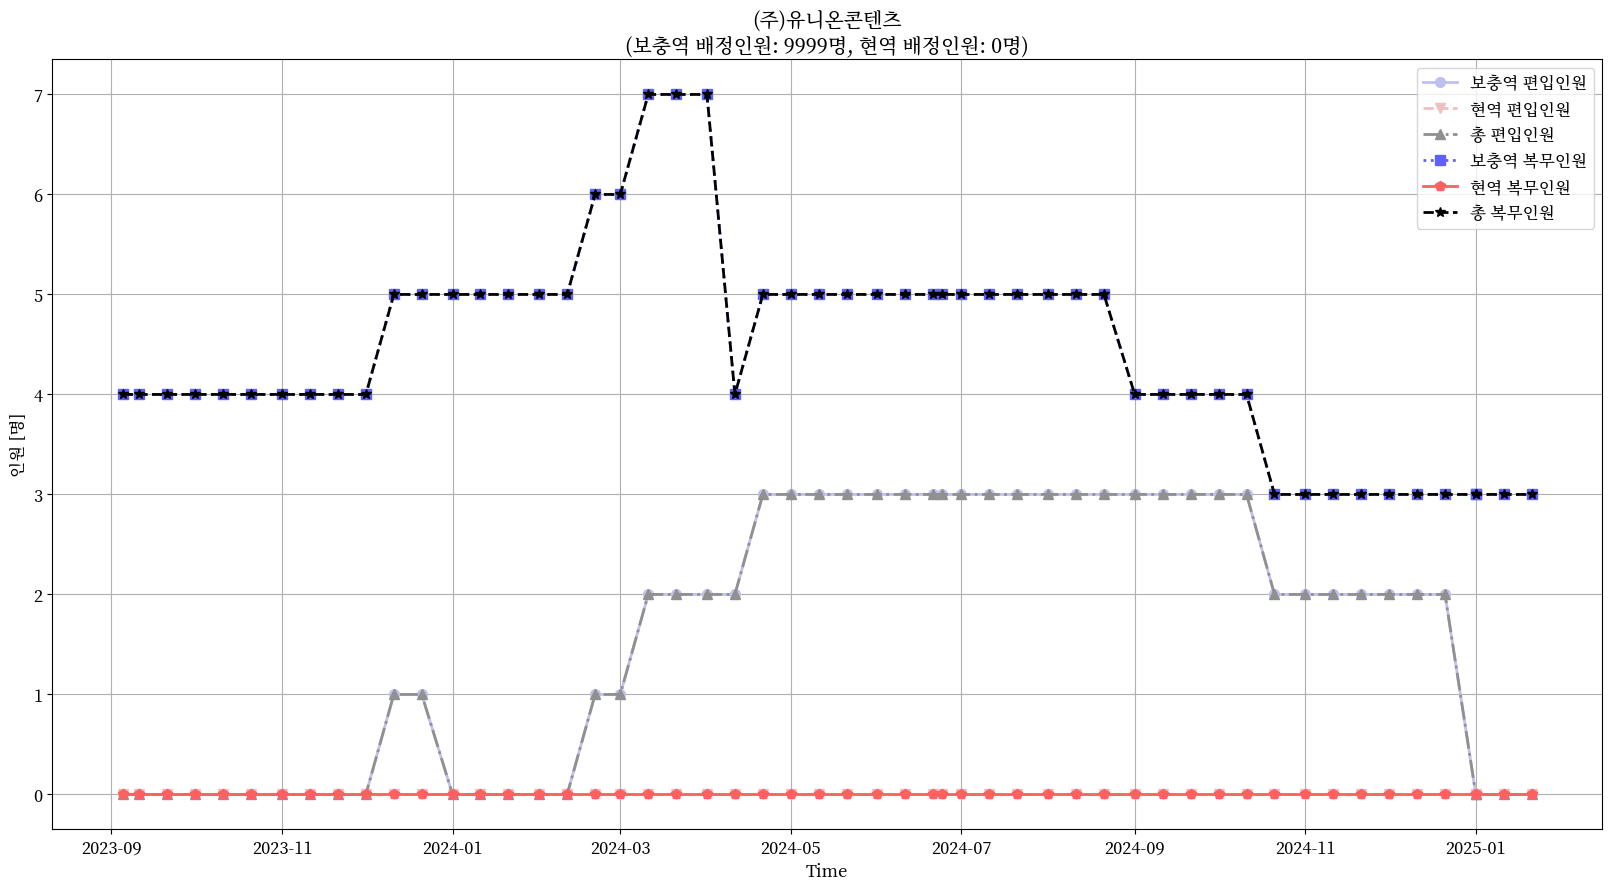 (주)유니온콘텐츠
(보충역 배정인원: 9999명, 현역 배정인원: 0명)
보충역 편입인원
현역 편입인원
총 편입인원
보충역 복무인원
현역 복무인원
총 복무인원
인원 [명]
7
6
5
4
3
2
1
0
2023-09
2023-11
2024-01
2024-03
2024-05
2024-07
2024-09
2024-11
2025-01
Time